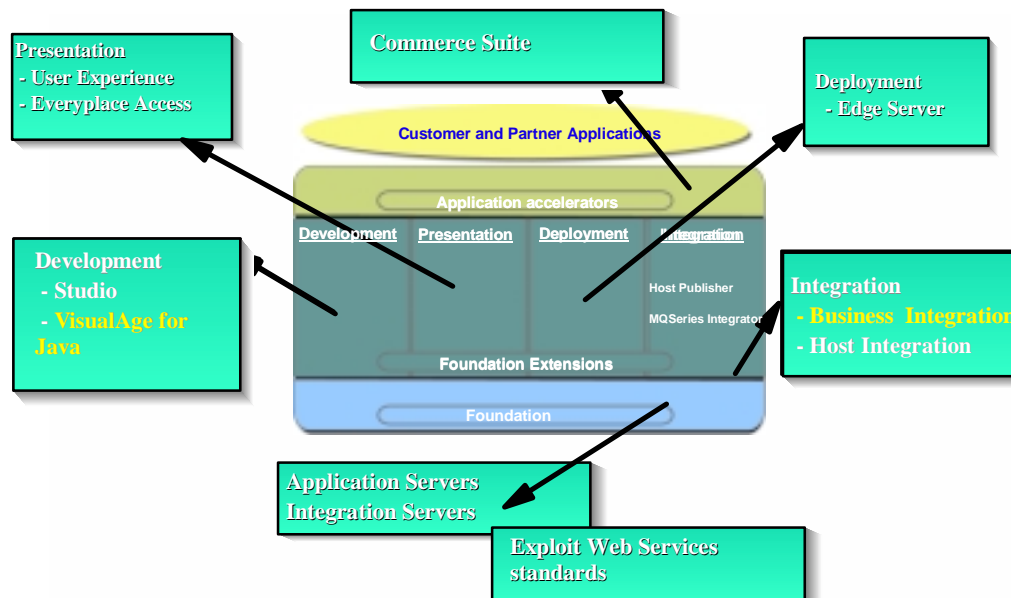 Commerce Suite
Presentation
- User Experience
- Everyplace Access
Deployment
- Edge Server
Customer and Partner Applications
Application accelerators
Development
Presentation
Deployment
Integration
Host Publisher
MQSeries Integrator
Foundation Extensions
Foundation
Development
- Studio
- VisualAge for
Java
Integration
- Business Integration
- Host Integration
Application Servers
Integration Servers
Exploit Web Services
standards